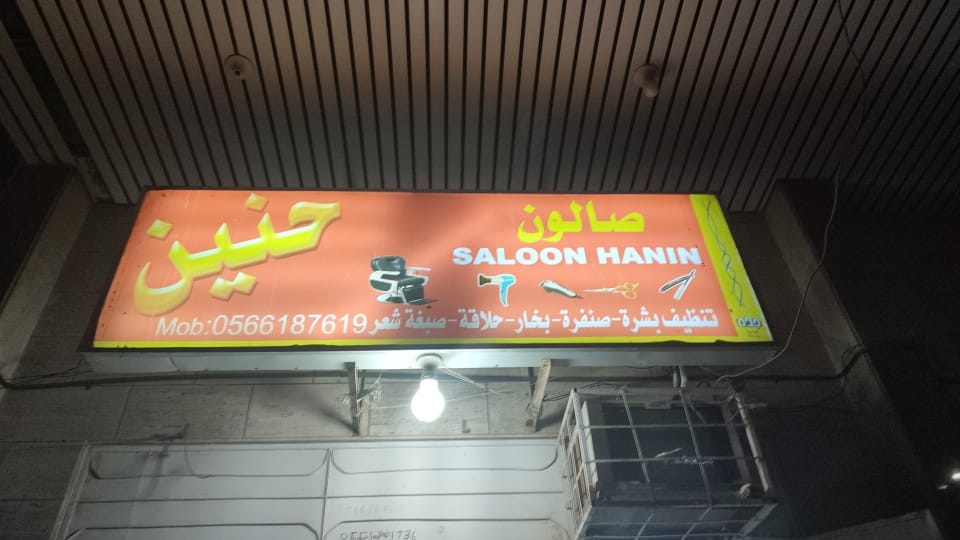 صالون
حنين
SALOON HANIN
تنظيف بشرة-صنفرة-بخار-حلاقة-صبغة شعر
Mob:0566187619